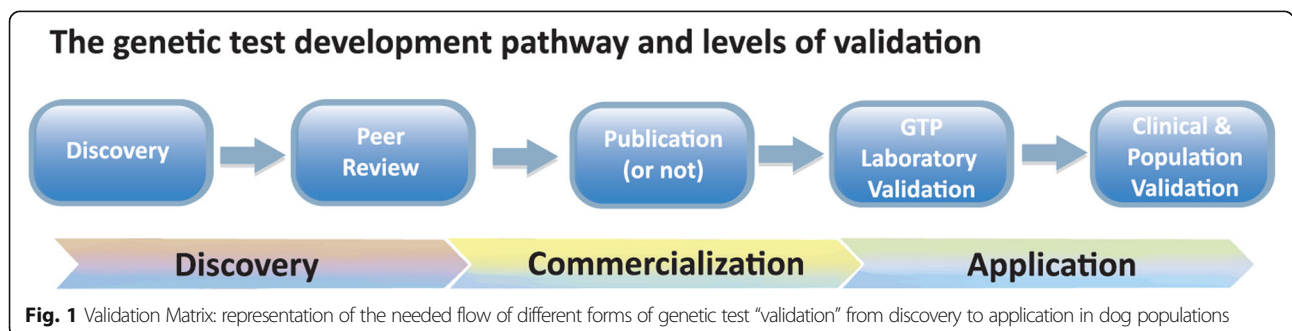 The genetic test development pathway and levels of validation
Discovery
Peer
Review
Publication
(or not)
GTP
Laboratory
Validation
Clinical &
Population
Validation
Discovery
Commercialization
Application
Fig. 1 Validation Matrix: representation of the needed flow of different forms of genetic test “validation” from discovery to application in dog populations